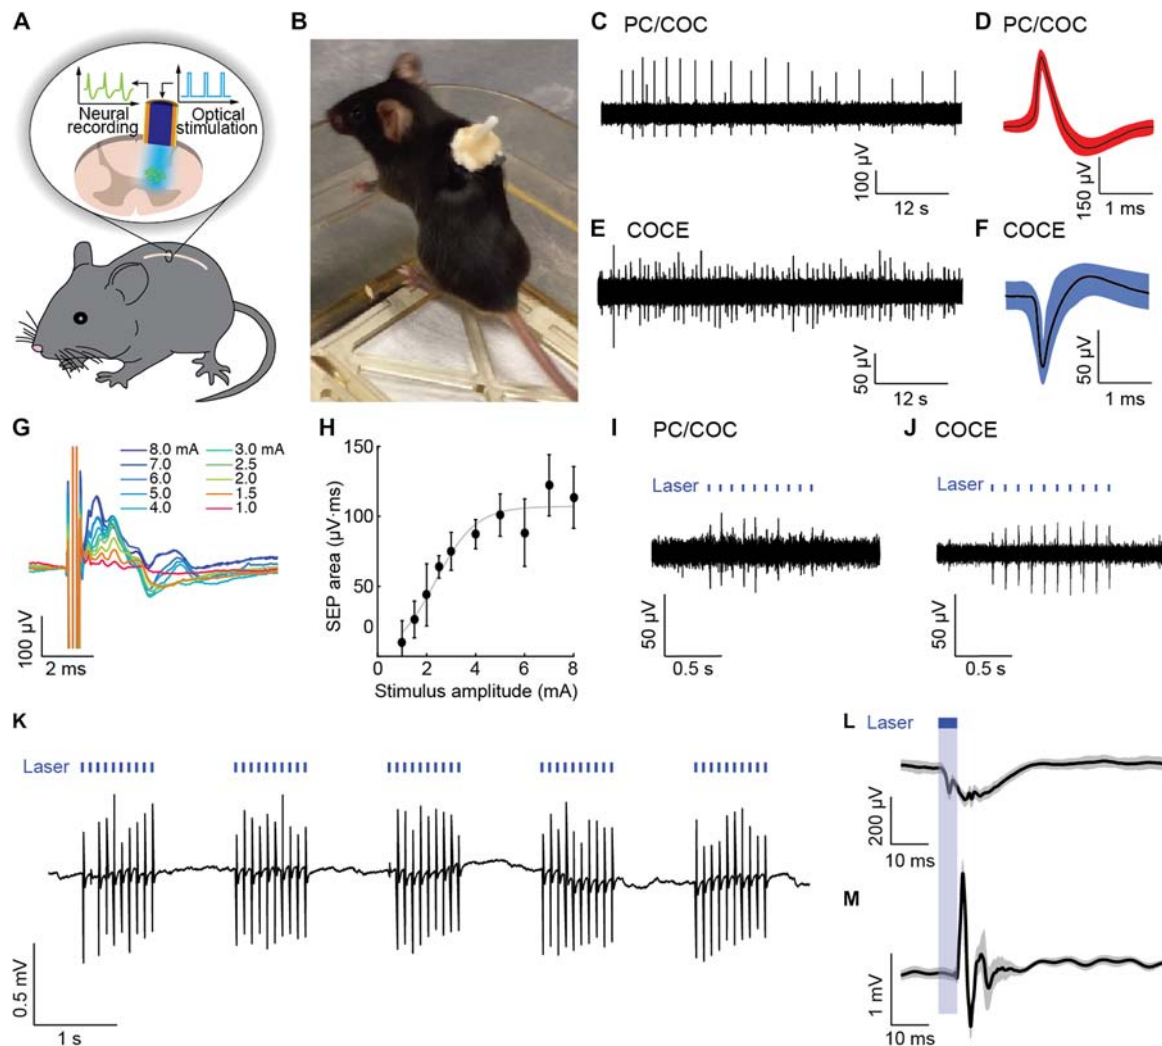 A
Neural recording
Optical stimulation
B
C PC/COC
100 µV
12 s
D PC/COC
150 µV
1 ms
E COCE
50 µV
12 s
F COCE
50 µV
1 ms
G
8.0 mA 3.0 mA
7.0 2.5
6.0 2.0
5.0 1.5
4.0 1.0
100 µV
2 ms
H
150
100
50
0
SEP area (µV·ms)
0 2 4 6 8
Stimulus amplitude (mA)
I PC/COC
Laser
50 µV
0.5 s
J COCE
Laser
50 µV
0.5 s
K
Laser
0.5 mV
1 s
L Laser
200 µV
10 ms
M
1 mV
10 ms